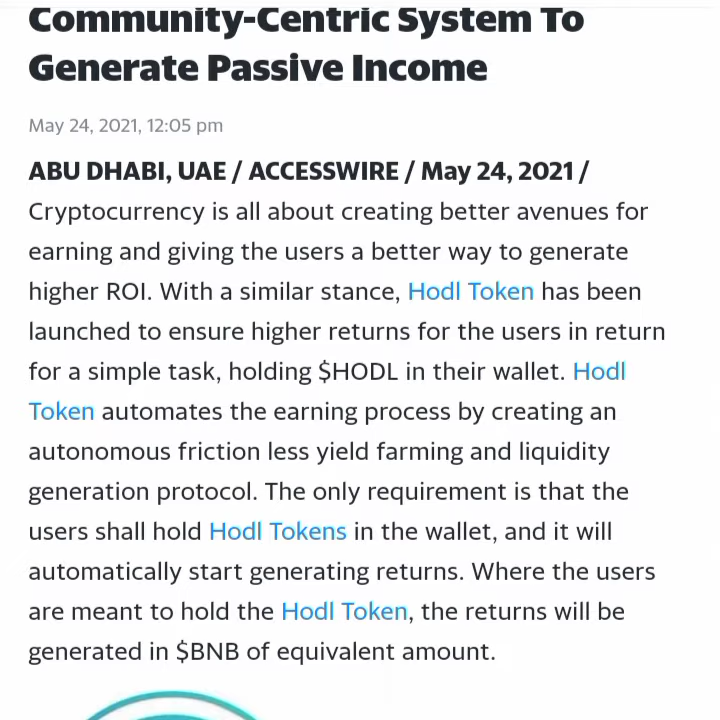 Community-Centric System To
Generate Passive Income
May 24, 2021, 12:05 pm
ABU DHABI, UAE / ACCESSWIRE / May 24, 2021 /
Cryptocurrency is all about creating better avenues for
earning and giving the users a better way to generate
higher ROI. With a similar stance, Hodl Token has been
launched to ensure higher returns for the users in return
for a simple task, holding $HODL in their wallet. Hodl
Token automates the earning process by creating an
autonomous friction less yield farming and liquidity
generation protocol. The only requirement is that the
users shall hold Hodl Tokens in the wallet, and it will
automatically start generating returns. Where the users
are meant to hold the Hodl Token, the returns will be
generated in $BNB of equivalent amount.